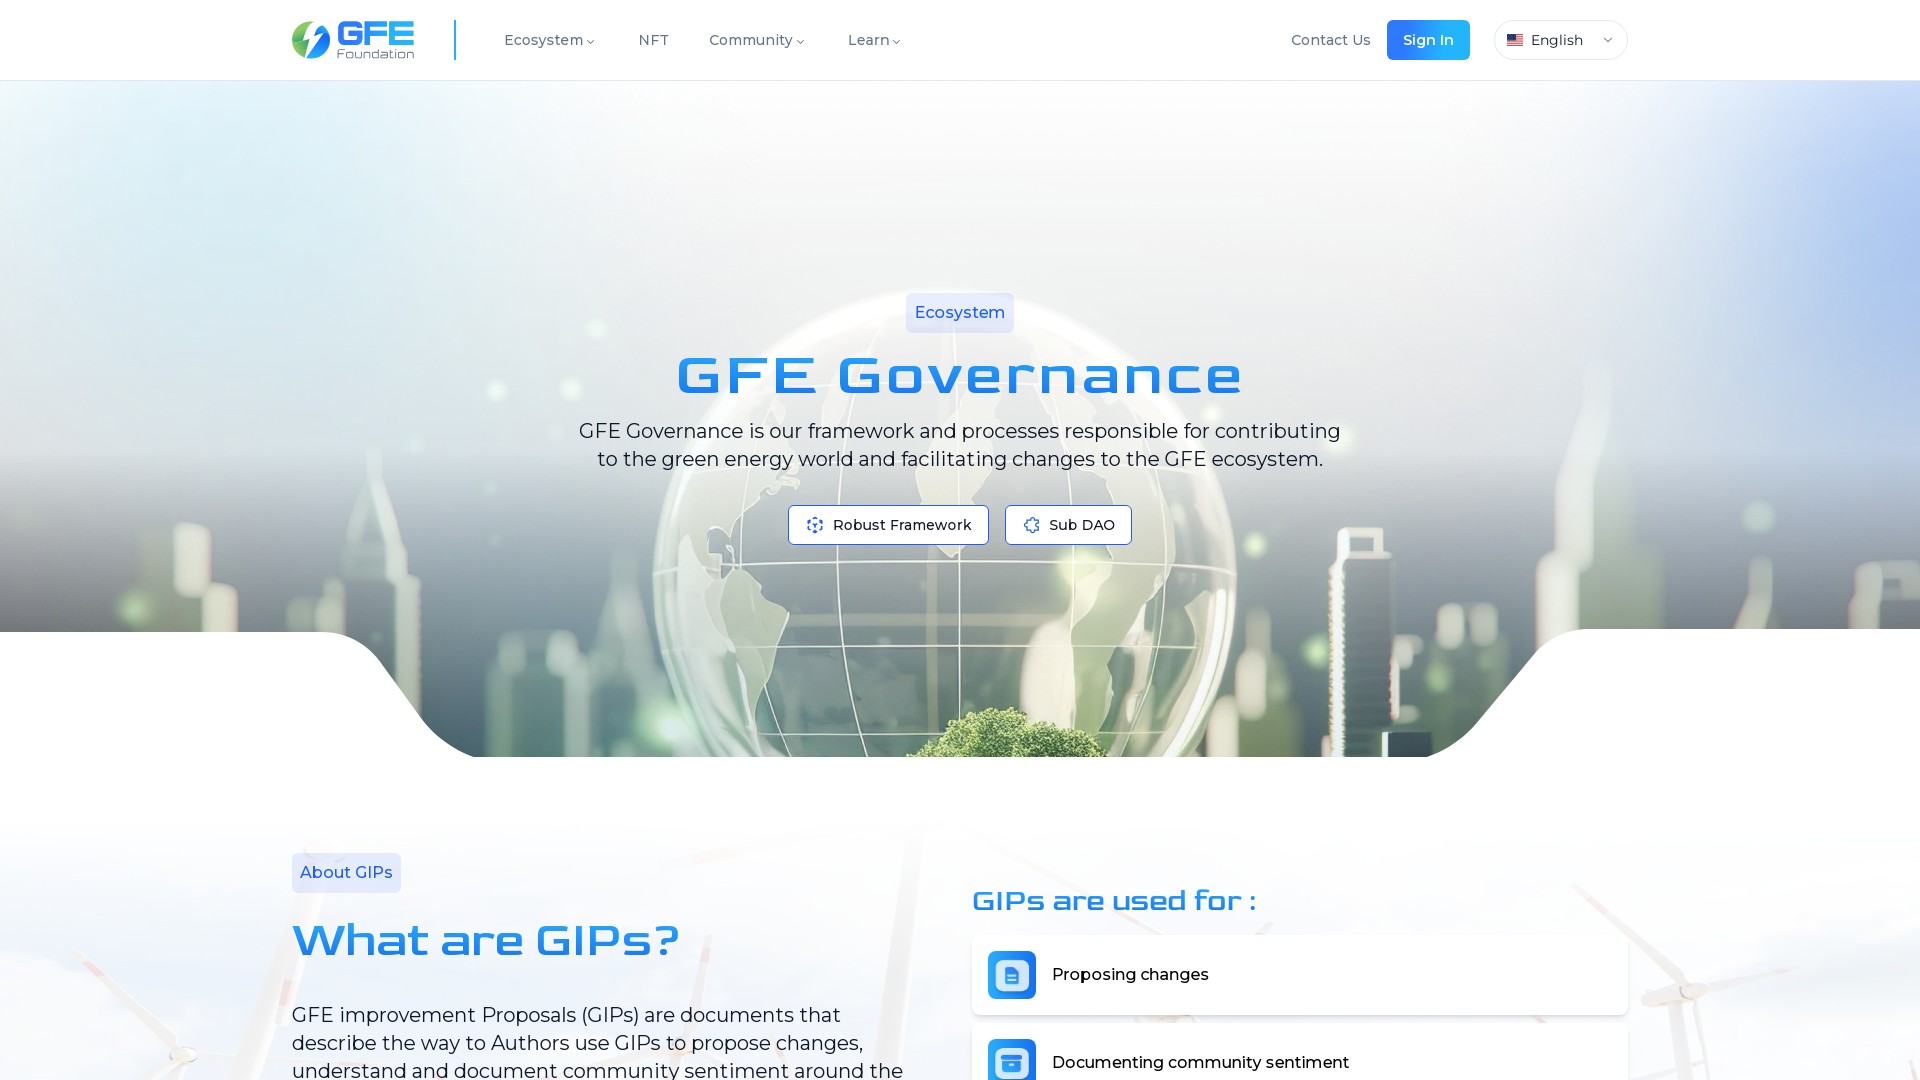 GFE
Foundation
Ecosystem
NFT
Community
Learn
Contact Us
Sign In
English
Ecosystem
GFE Governance
GFE Governance is our framework and processes responsible for contributing
to the green energy world and facilitating changes to the GFE ecosystem.
Robust Framework
Sub DAO
About GIPs
What are GIPs?
GFE improvement Proposals (GIPs) are documents that
describe the way to Authors use GIPs to propose changes,
understand and document community sentiment around the
GIPs are used for :
Proposing changes
Documenting community sentiment